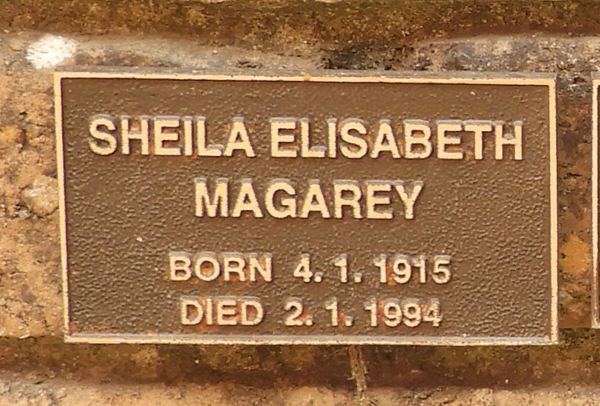 SHEILA ELISABETH
MAGAREY
BORN 4.1.1915
DIED 2.1.1994